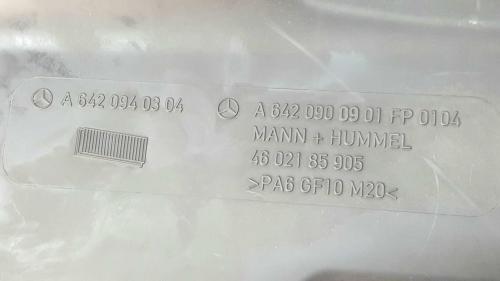 A 642 094 03 04
A 642 090 09 01 FP 0104
MANN + HUMMEL
46 021 85 905
>PA6 GF10 M20<